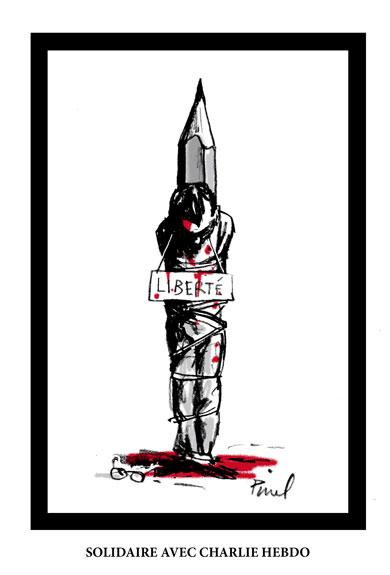 LIBERTÉ
Pinel
SOLIDAIRE AVEC CHARLIE HEBDO